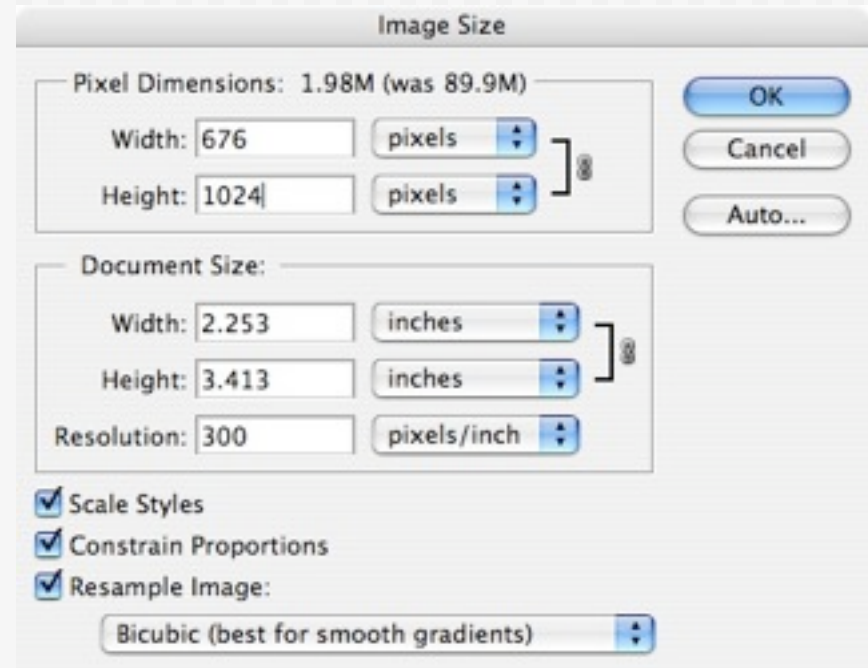 Image Size
Pixel Dimensions: 1.98M (was 89.9M)
OK
Width: 676 pixels
Cancel
Height: 1024 pixels
Auto...
Document Size:
Width: 2.253 inches
Height: 3.413 inches
Resolution: 300 pixels/inch
Scale Styles
Constrain Proportions
Resample Image:
Bicubic (best for smooth gradients)